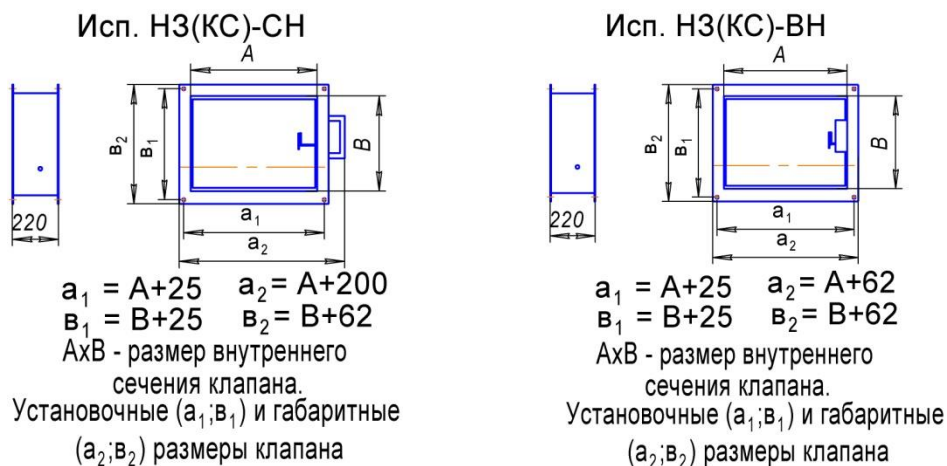 Исп. НЗ(КС)-СН
A
в₂
в₁
B
220
a₁
a₂
a₁ = A+25 a₂ = A+200
в₁ = B+25 в₂ = B+62
АхВ - размер внутреннего
сечения клапана.
Установочные (a₁;в₁) и габаритные
(a₂;в₂) размеры клапана
Исп. НЗ(КС)-ВН
A
в₂
в₁
B
220
a₁
a₂
a₁ = A+25 a₂ = A+62
в₁ = B+25 в₂ = B+62
АхВ - размер внутреннего
сечения клапана.
Установочные (a₁;в₁) и габаритные
(a₂;в₂) размеры клапана